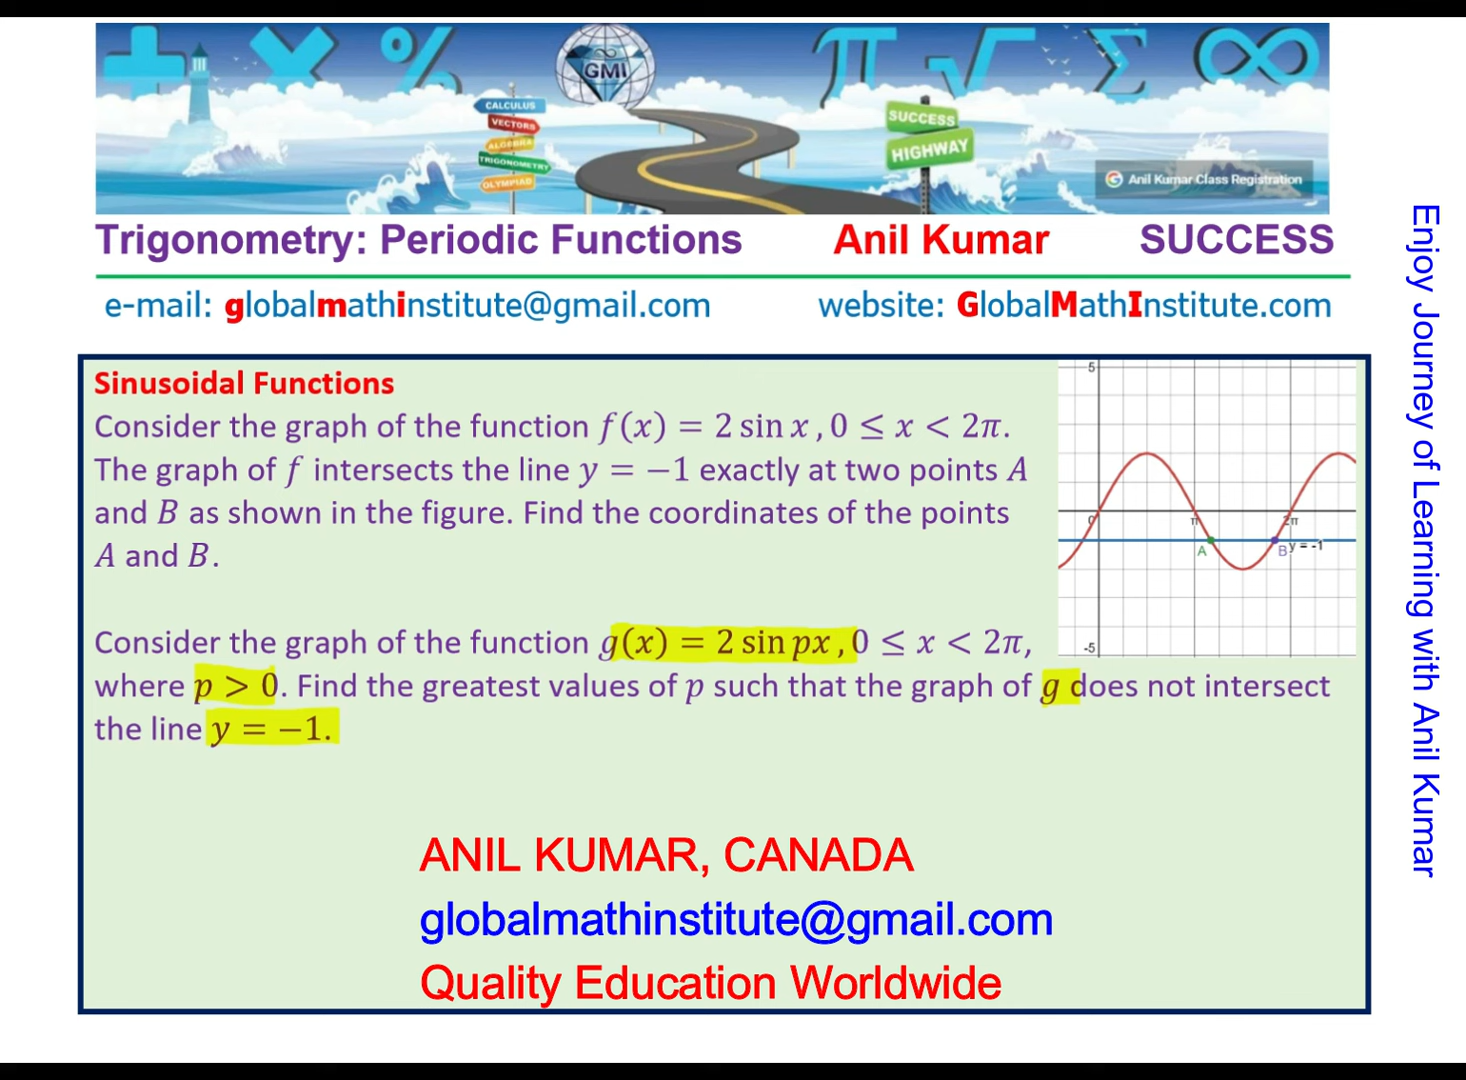 GMI
CALCULUS
VECTORS
ALGEBRA
TRIGONOMETRY
OLYMPIAD
SUCCESS
HIGHWAY
Anil Kumar Class Registration
Trigonometry: Periodic Functions Anil Kumar SUCCESS
e-mail: globalmathinstitute@gmail.com website: GlobalMathInstitute.com
Sinusoidal Functions
Consider the graph of the function f(x) = 2 sin x , 0 ≤ x < 2π.
The graph of f intersects the line y = −1 exactly at two points A
and B as shown in the figure. Find the coordinates of the points
A and B.
5
0
π
2π
A
B
y = -1
-5
Consider the graph of the function g(x) = 2 sin px , 0 ≤ x < 2π,
where p > 0. Find the greatest values of p such that the graph of g does not intersect
the line y = −1.
ANIL KUMAR, CANADA
globalmathinstitute@gmail.com
Quality Education Worldwide
Enjoy Journey of Learning with Anil Kumar